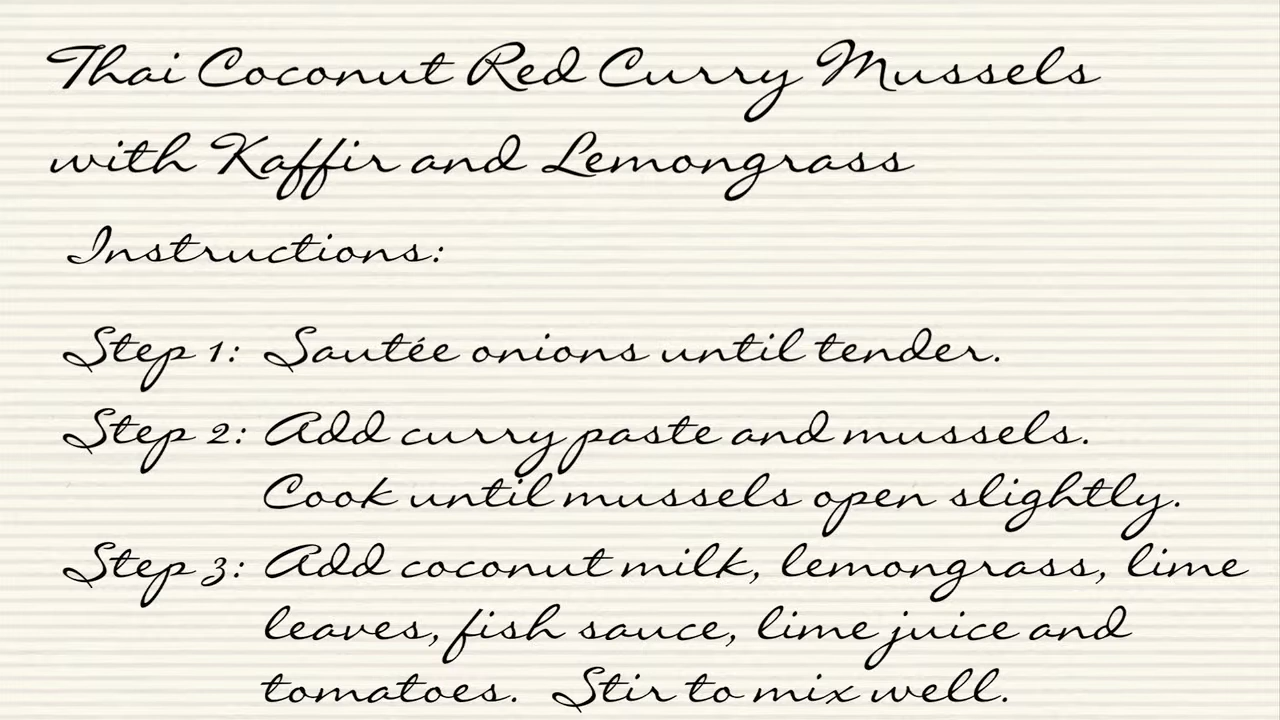 Thai Coconut Red Curry Mussels
with Kaffir and Lemongrass
Instructions:
Step 1: Sautée onions until tender.
Step 2: Add curry paste and mussels.
Cook until mussels open slightly.
Step 3: Add coconut milk, lemongrass, lime
leaves, fish sauce, lime juice and
tomatoes. Stir to mix well.